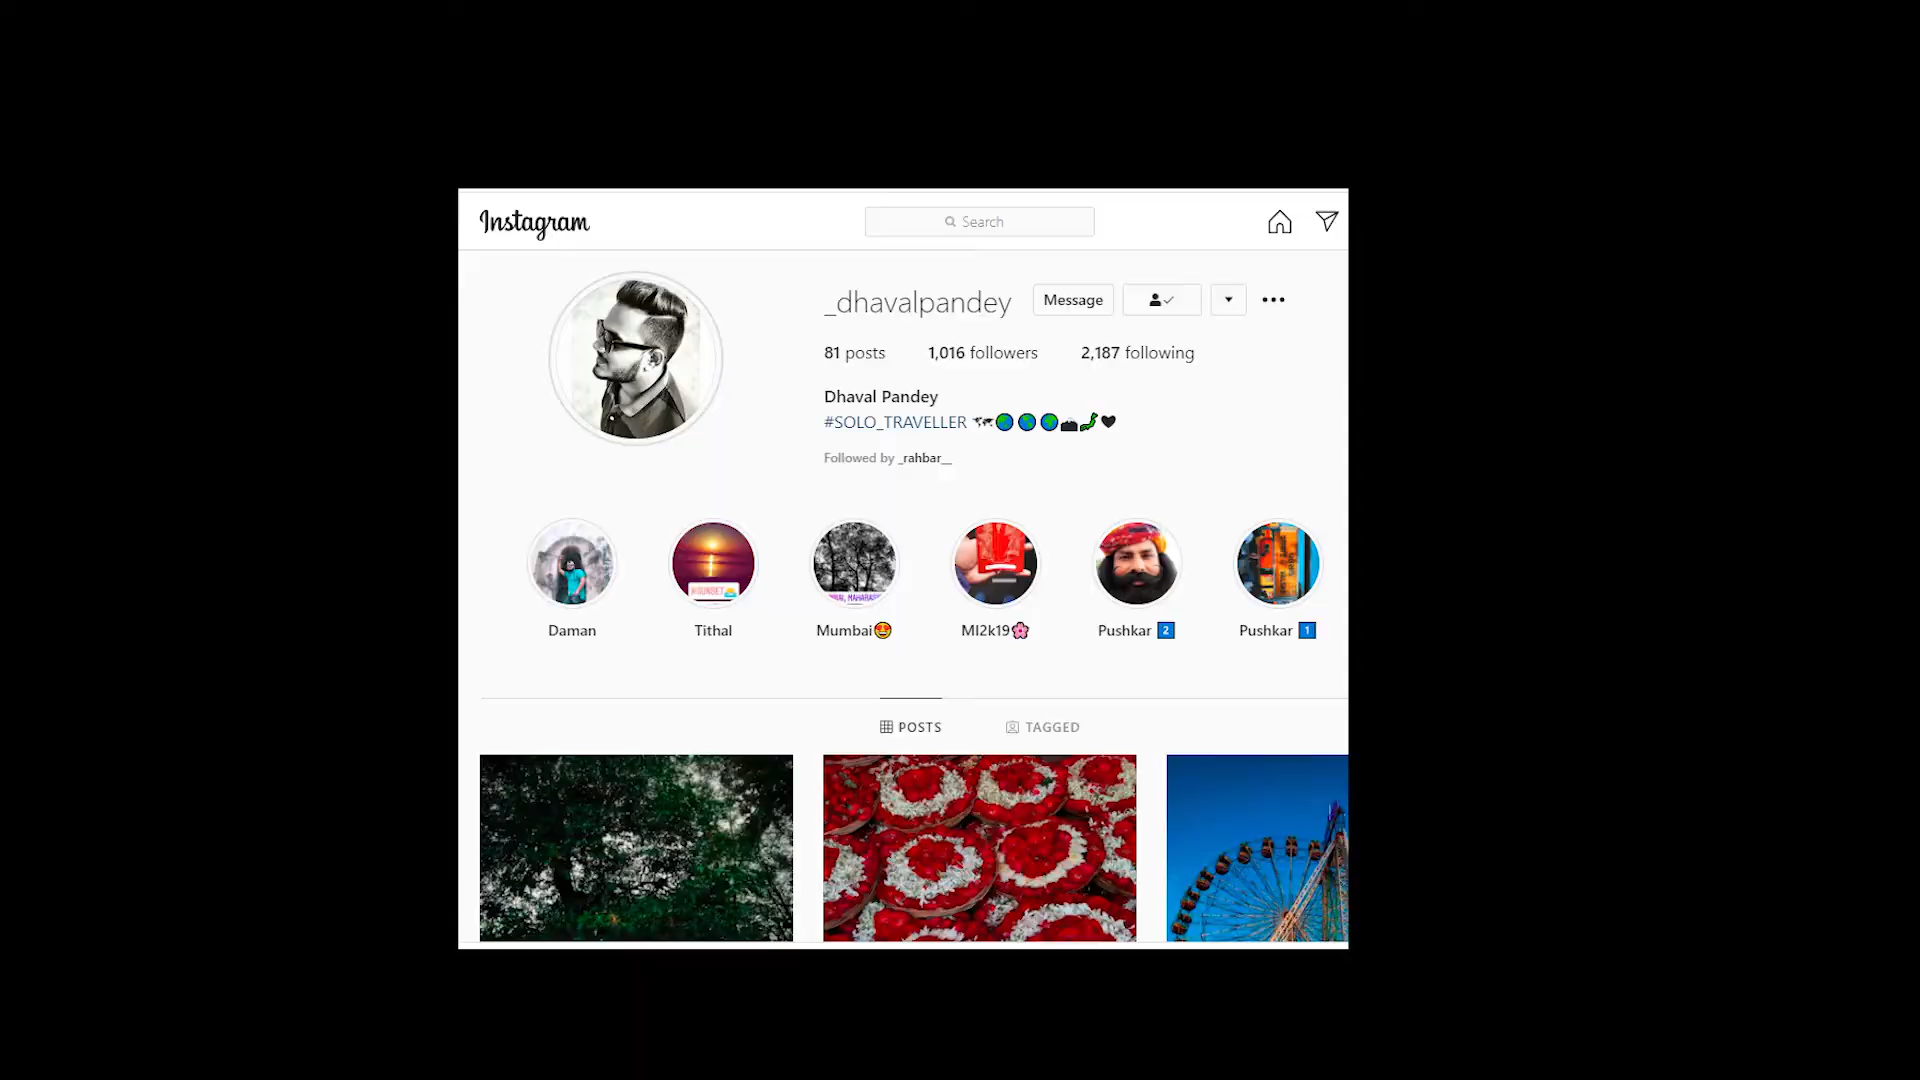 Instagram
Search
_dhavalpandey
Message
81 posts
1,016 followers
2,187 following
Dhaval Pandey
#SOLO_TRAVELLER
Followed by _rahbar__
Daman
Tithal
Mumbai
MI2k19
Pushkar 2
Pushkar 1
POSTS
TAGGED